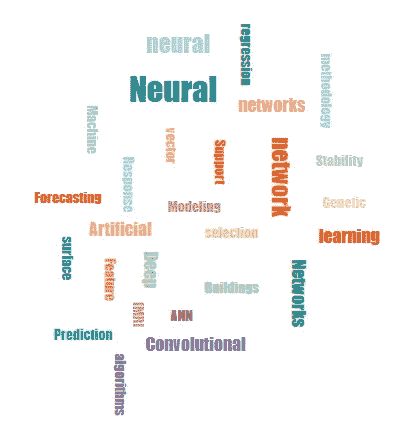 neural
regression
Neural
methodology
networks
Machine
vector
Support
network
Response
Stability
Forecasting
Modeling
Genetic
Artificial
selection
learning
surface
Feature
Deep
Buildings
Networks
ANN
Prediction
Convolutional
algorithms